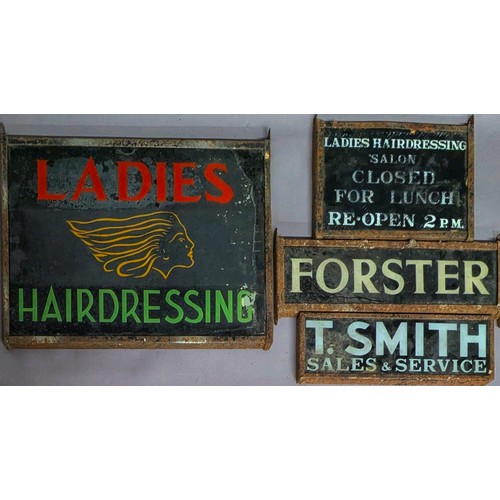 LADIES
HAIRDRESSING
LADIES HAIRDRESSING
SALON
CLOSED
FOR LUNCH
RE-OPEN 2 P.M.
FORSTER
T. SMITH
SALES & SERVICE